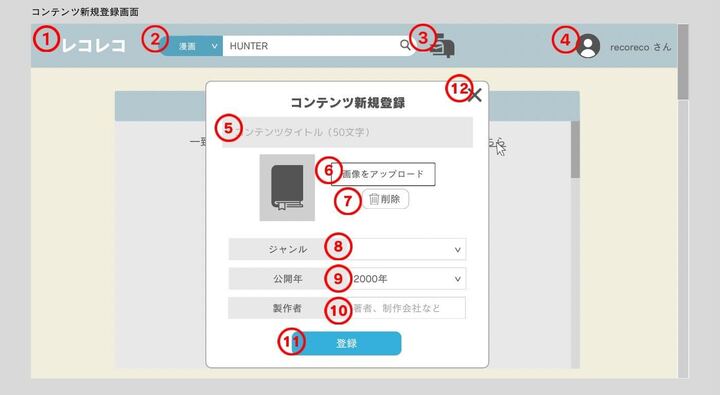 コンテンツ新規登録画面
1 レコレコ 2 漫画 HUNTER 3 4 recoreco さん
12
コンテンツ新規登録
5 コンテンツタイトル（50文字）
一致
ちら
6 画像をアップロード
7 削除
ジャンル 8
公開年 9 2000年
製作者 10 著者、制作会社など
11 登録